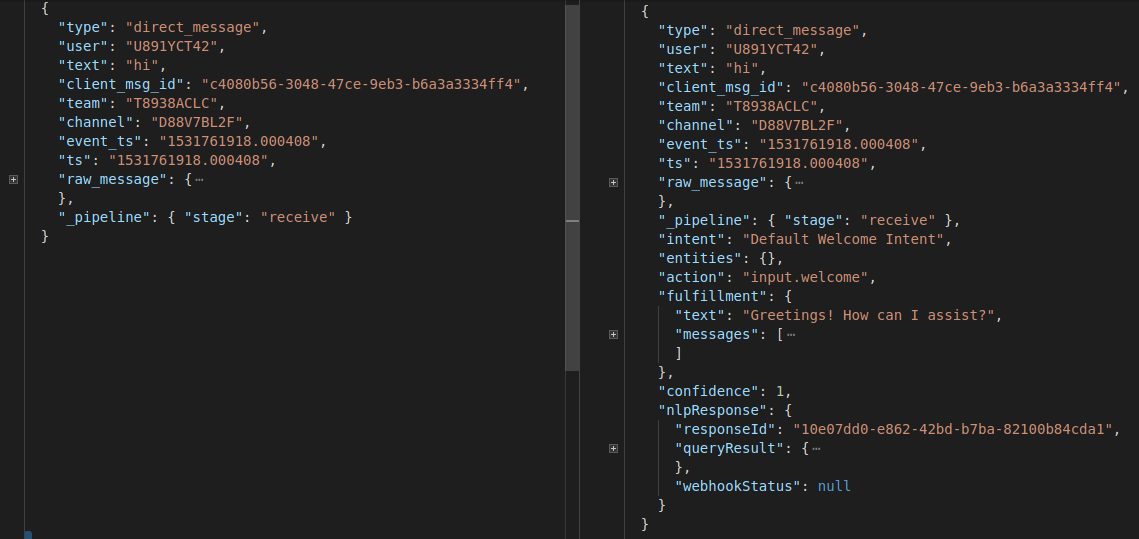 {
  "type": "direct_message",
  "user": "U891YCT42",
  "text": "hi",
  "client_msg_id": "c4080b56-3048-47ce-9eb3-b6a3a3334ff4",
  "team": "T8938ACLC",
  "channel": "D88V7BL2F",
  "event_ts": "1531761918.000408",
  "ts": "1531761918.000408",
  "raw_message": {⋯
  },
  "_pipeline": { "stage": "receive" }
}
{
  "type": "direct_message",
  "user": "U891YCT42",
  "text": "hi",
  "client_msg_id": "c4080b56-3048-47ce-9eb3-b6a3a3334ff4",
  "team": "T8938ACLC",
  "channel": "D88V7BL2F",
  "event_ts": "1531761918.000408",
  "ts": "1531761918.000408",
  "raw_message": {⋯
  },
  "_pipeline": { "stage": "receive" },
  "intent": "Default Welcome Intent",
  "entities": {},
  "action": "input.welcome",
  "fulfillment": {
    "text": "Greetings! How can I assist?",
    "messages": [⋯
    ]
  },
  "confidence": 1,
  "nlpResponse": {
    "responseId": "10e07dd0-e862-42bd-b7ba-82100b84cda1",
    "queryResult": {⋯
    },
    "webhookStatus": null
  }
}